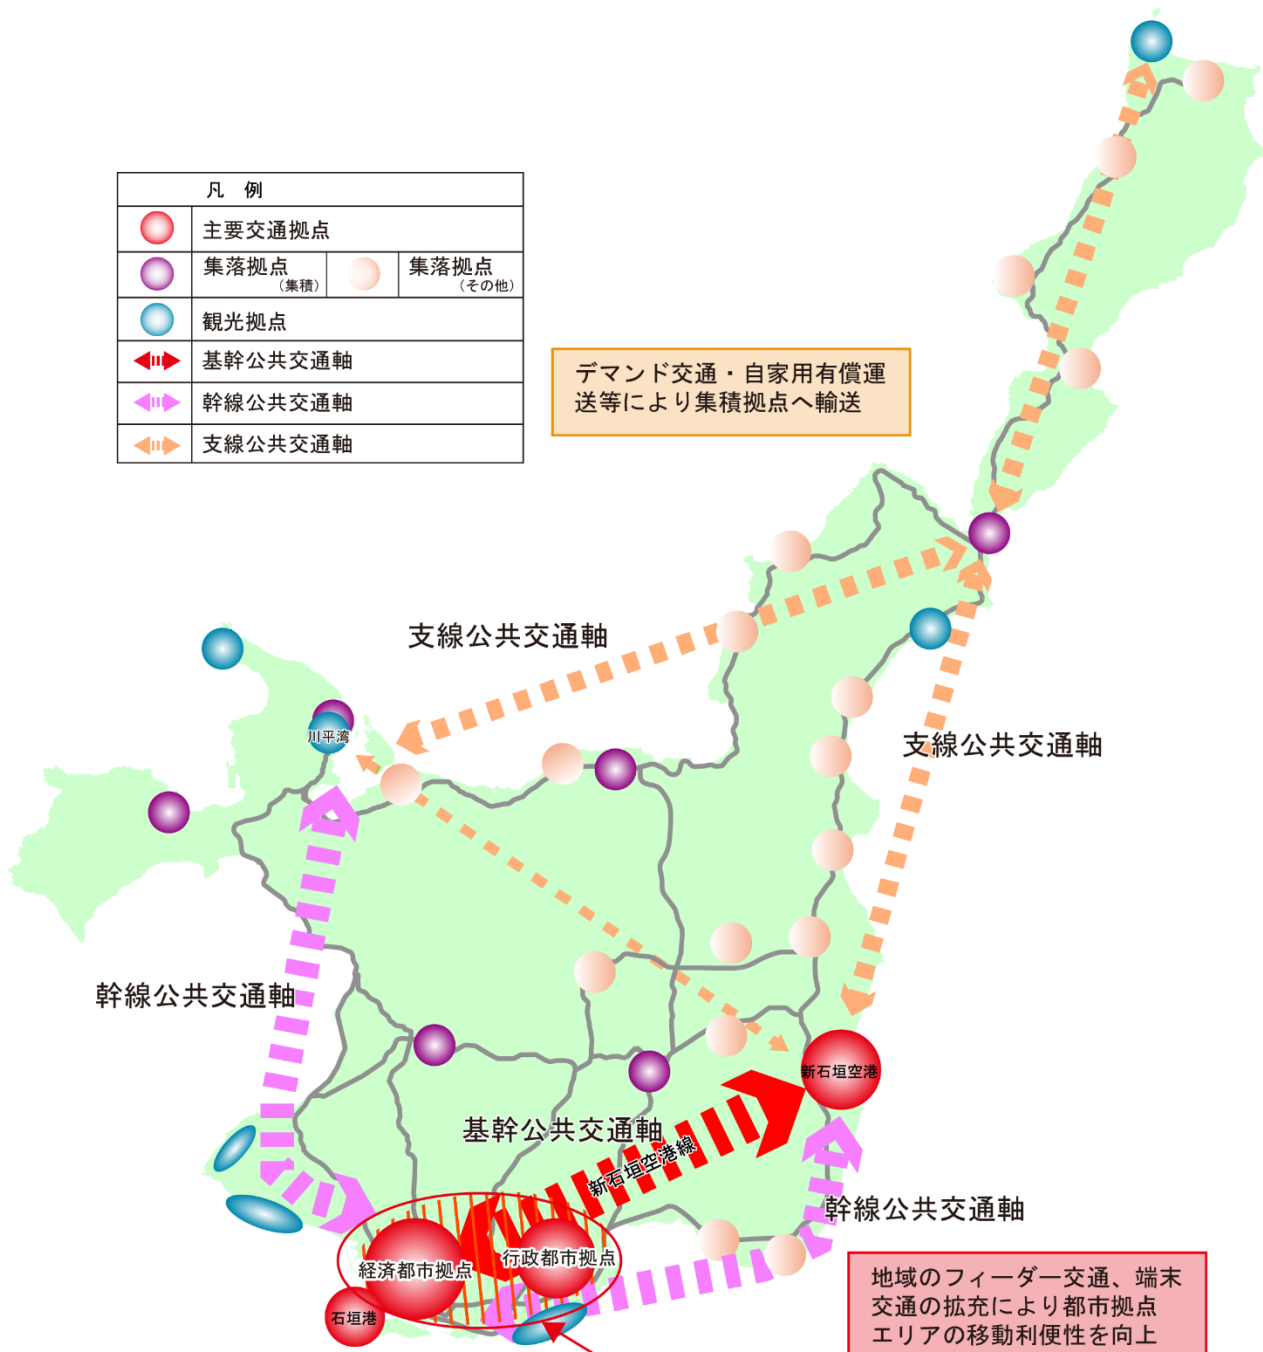 凡 例
主要交通拠点
集落拠点
（集積）
集落拠点
（その他）
観光拠点
基幹公共交通軸
幹線公共交通軸
支線公共交通軸
デマンド交通・自家用有償運
送等により集積拠点へ輸送
支線公共交通軸
川平湾
支線公共交通軸
幹線公共交通軸
新石垣空港
基幹公共交通軸
新石垣空港線
幹線公共交通軸
行政都市拠点
経済都市拠点
石垣港
地域のフィーダー交通、端末
交通の拡充により都市拠点
エリアの移動利便性を向上